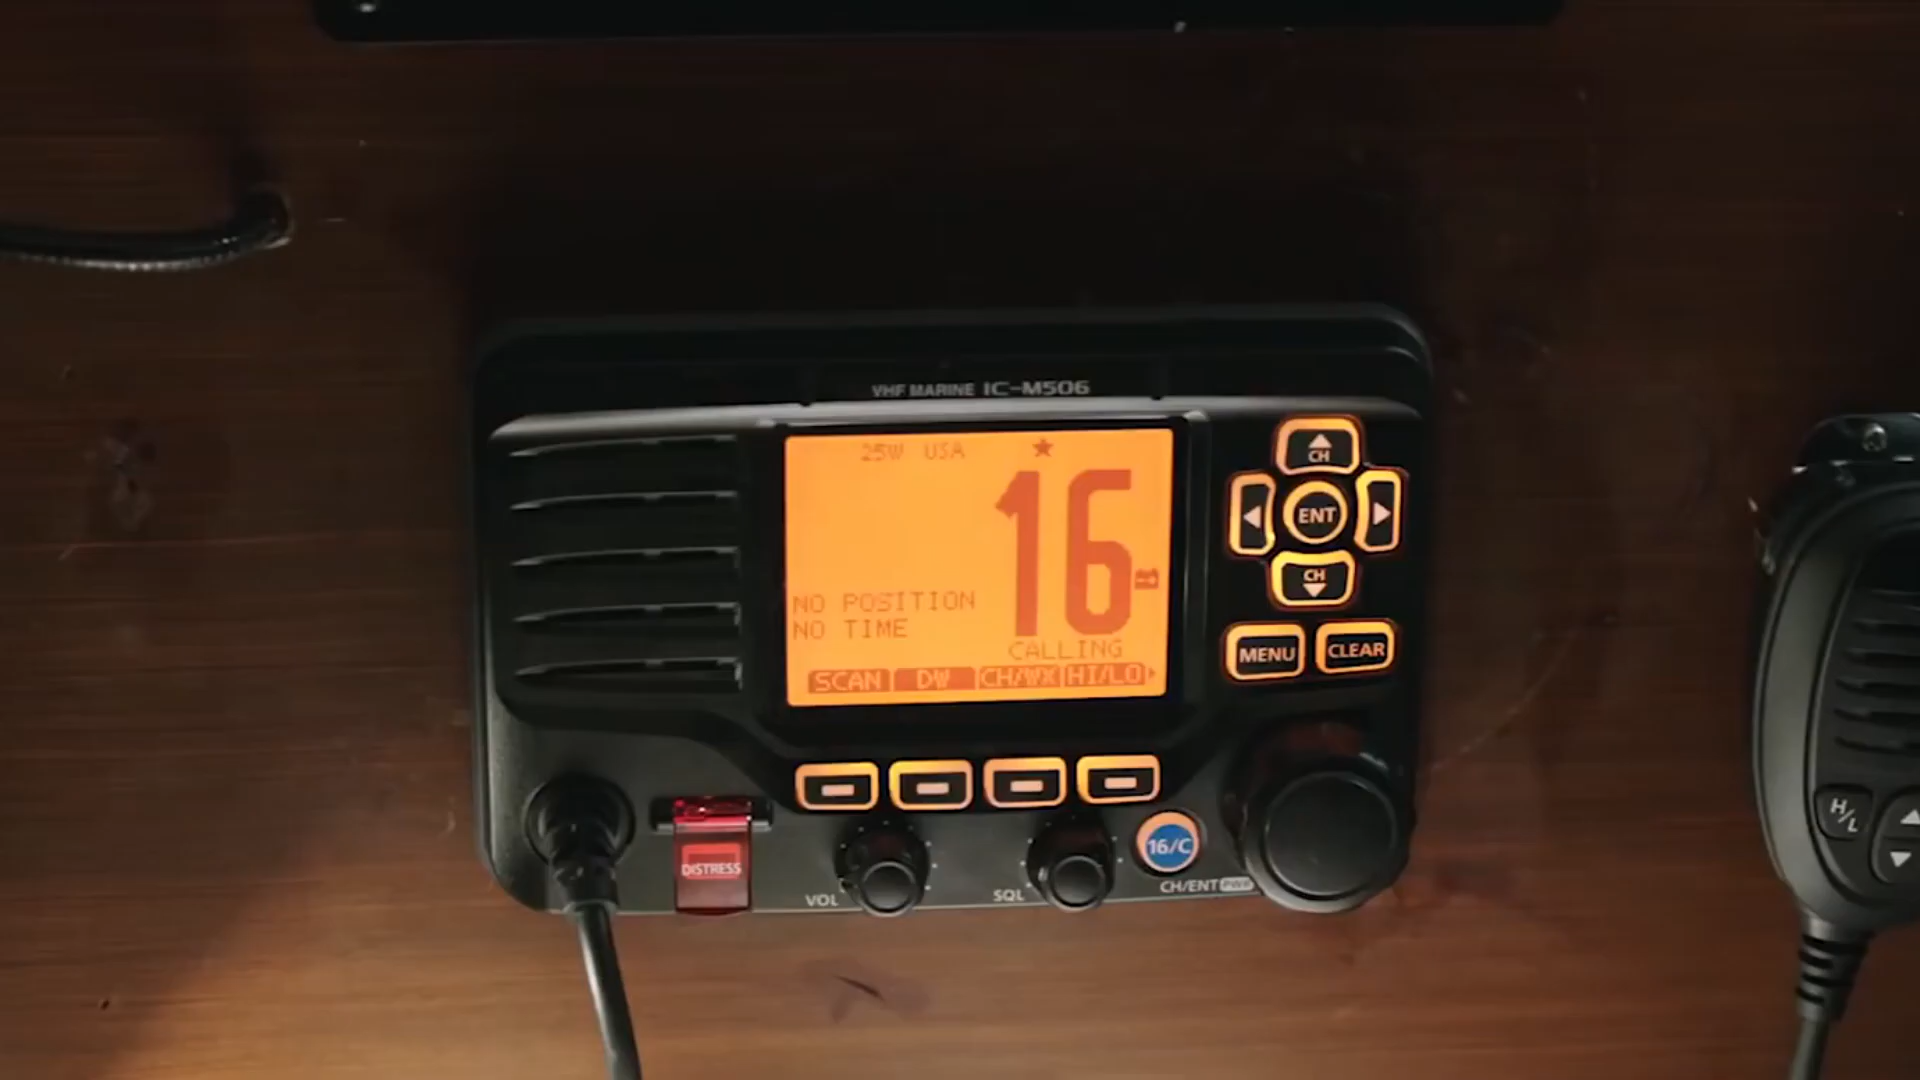 VHF MARINE IC-M506
25W USA
16
NO POSITION
NO TIME
CALLING
SCAN DW CH/WX HI/LO
CH
ENT
CH
MENU CLEAR
DISTRESS
VOL
SQL
16/C
CH/ENT PWR
H/L